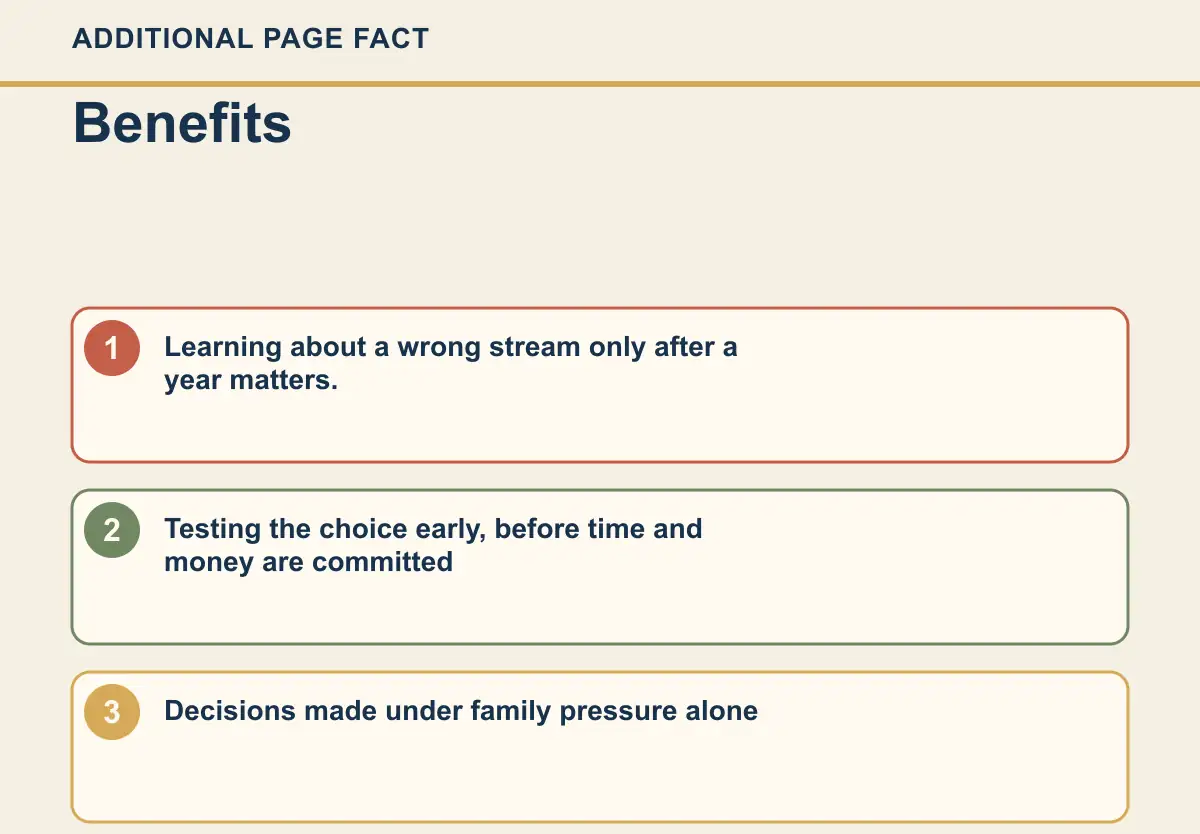 ADDITIONAL PAGE FACT
Benefits
1
Learning about a wrong stream only after a
year matters.
2
Testing the choice early, before time and
money are committed
3
Decisions made under family pressure alone